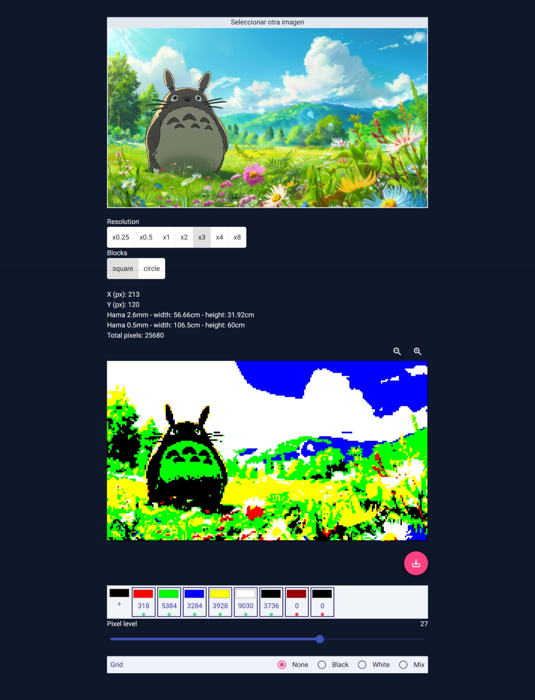 Seleccionar otra imagen
Resolution
x0.25 x0.5 x1 x2 x3 x4 x8
Blocks
square circle
X (px): 213
Y (px): 120
Hama 2.6mm - width: 56.66cm - height: 31.92cm
Hama 0.5mm - width: 106.5cm - height: 60cm
Total pixels: 25680
+ 318 5384 3284 3928 9030 3736 0 0
Pixel level 27
Grid None Black White Mix